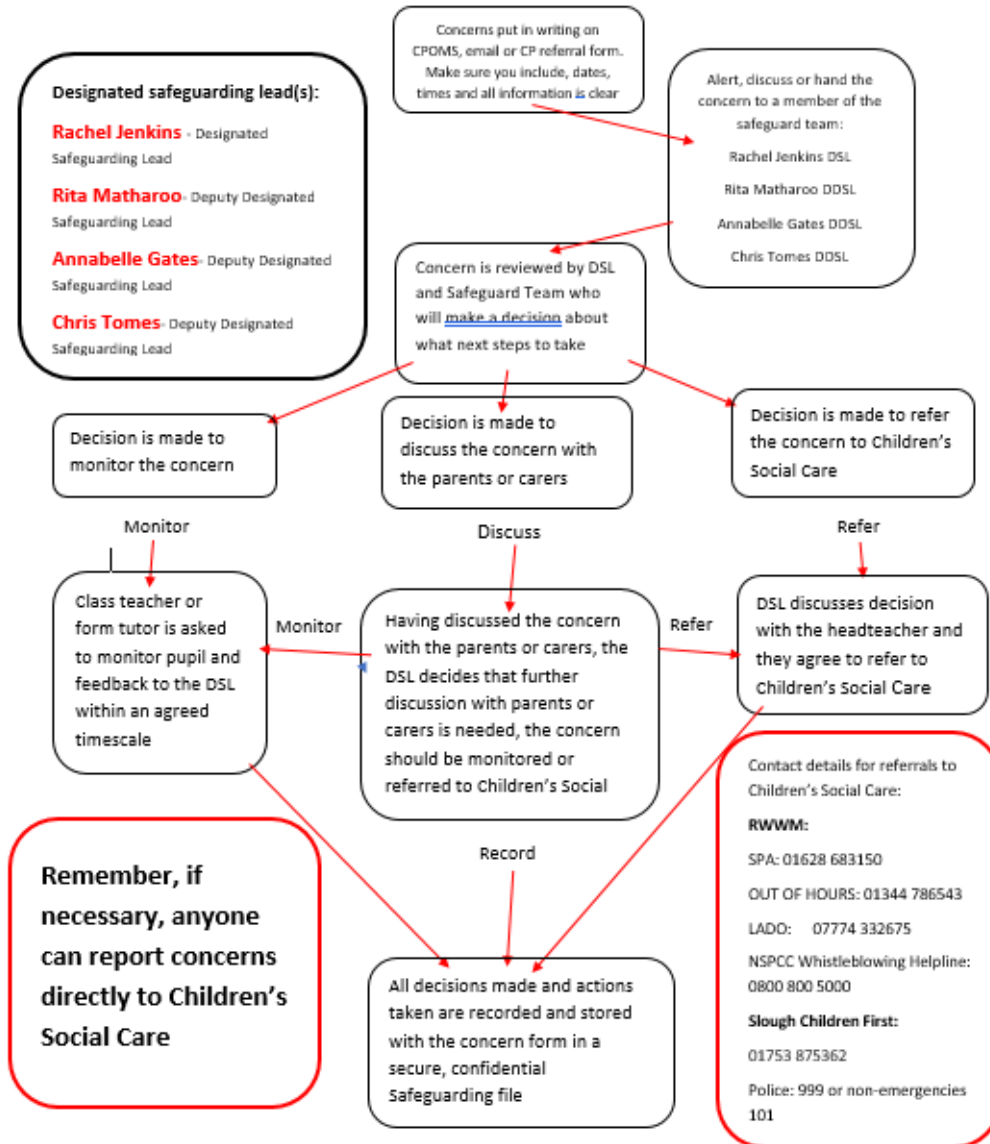 Concerns put in writing on
CPOMS, email or CP referral form.
Make sure you include, dates,
times and all information is clear
Designated safeguarding lead(s):
Rachel Jenkins - Designated
Safeguarding Lead
Rita Matharoo- Deputy Designated
Safeguarding Lead
Annabelle Gates- Deputy Designated
Safeguarding Lead
Chris Tomes- Deputy Designated
Safeguarding Lead
Alert, discuss or hand the
concern to a member of the
safeguard team:
Rachel Jenkins DSL
Rita Matharoo DDSL
Annabelle Gates DDSL
Chris Tomes DDSL
Concern is reviewed by DSL
and Safeguard Team who
will make a decision about
what next steps to take
Decision is made to
monitor the concern
Decision is made to
discuss the concern with
the parents or carers
Decision is made to refer
the concern to Children's
Social Care
Monitor
Discuss
Refer
Class teacher or
form tutor is asked
to monitor pupil and
feedback to the DSL
within an agreed
timescale
Monitor
Having discussed the concern
with the parents or carers, the
DSL decides that further
discussion with parents or
carers is needed, the concern
should be monitored or
referred to Children's Social
Refer
DSL discusses decision
with the headteacher and
they agree to refer to
Children's Social Care
Remember, if
necessary, anyone
can report concerns
directly to Children's
Social Care
Record
All decisions made and actions
taken are recorded and stored
with the concern form in a
secure, confidential
Safeguarding file
Contact details for referrals to
Children's Social Care:
RWWM:
SPA: 01628 683150
OUT OF HOURS: 01344 786543
LADO: 07774 332675
NSPCC Whistleblowing Helpline:
0800 800 5000
Slough Children First:
01753 875362
Police: 999 or non-emergencies
101